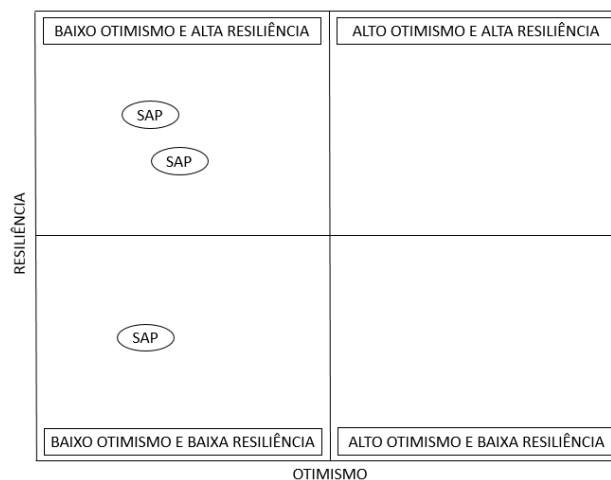 BAIXO OTIMISMO E ALTA RESILIÊNCIA
ALTO OTIMISMO E ALTA RESILIÊNCIA
SAP
SAP
RESILIÊNCIA
SAP
BAIXO OTIMISMO E BAIXA RESILIÊNCIA
ALTO OTIMISMO E BAIXA RESILIÊNCIA
OTIMISMO